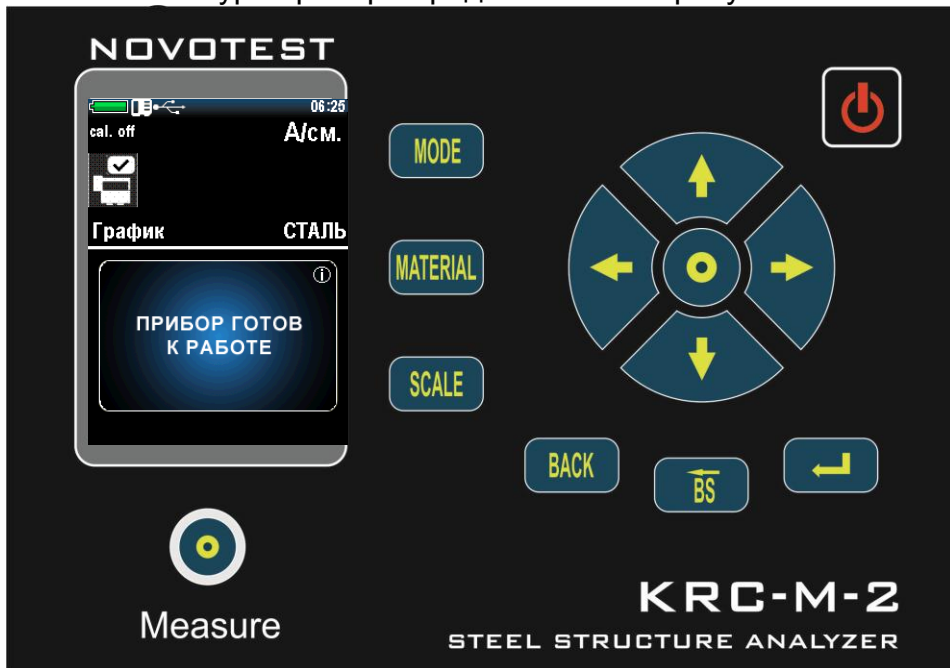 NOVOTEST
06:25
cal. off
А/см.
График
СТАЛЬ
ПРИБОР ГОТОВ
К РАБОТЕ
MODE
MATERIAL
SCALE
BACK
BS
Measure
KRC-M-2
STEEL STRUCTURE ANALYZER